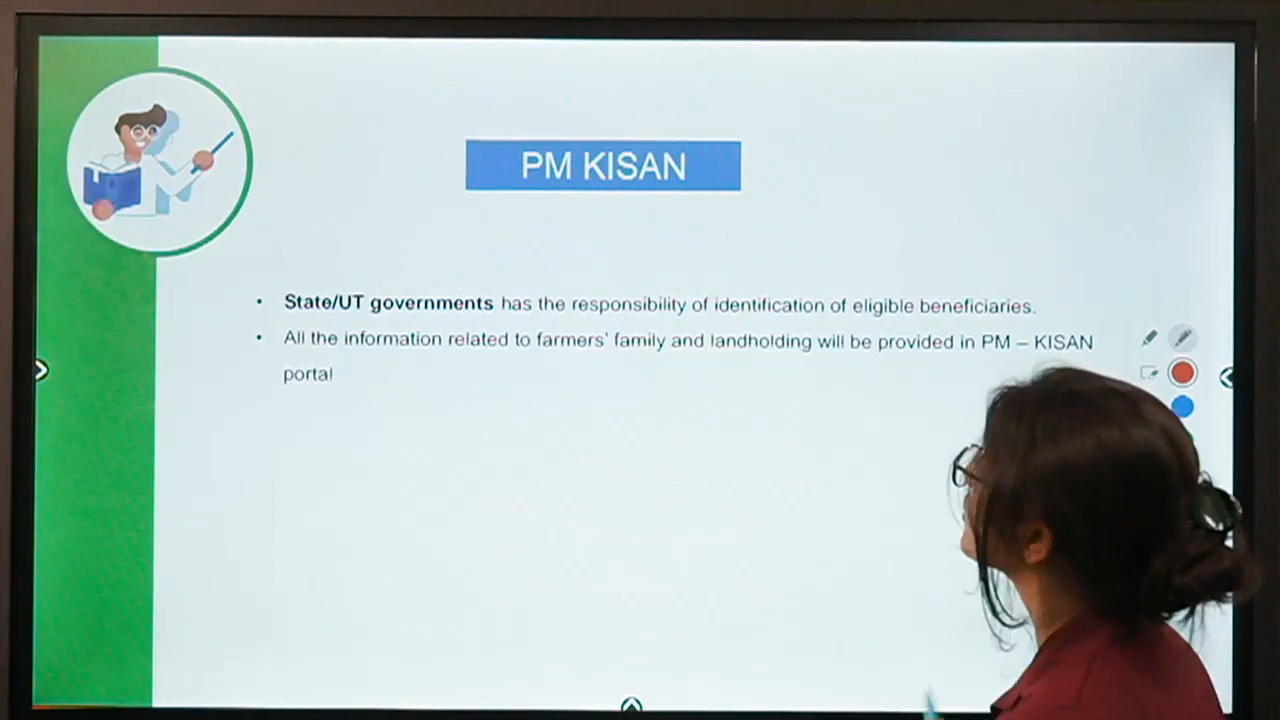 PM KISAN
• State/UT governments has the responsibility of identification of eligible beneficiaries.
• All the information related to farmers' family and landholding will be provided in PM – KISAN
portal